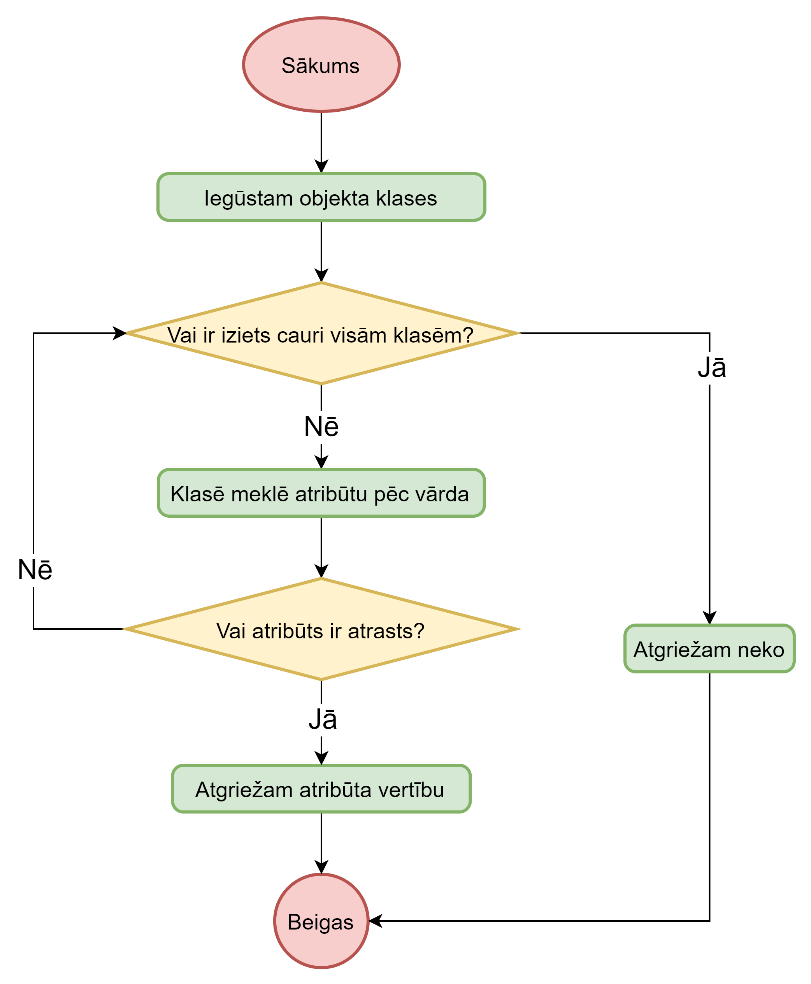 Sākums
Iegūstam objekta klases
Vai ir iziets cauri visām klasēm?
Jā
Nē
Klasē meklē atribūtu pēc vārda
Nē
Vai atribūts ir atrasts?
Atgriežam neko
Jā
Atgriežam atribūta vertību
Beigas